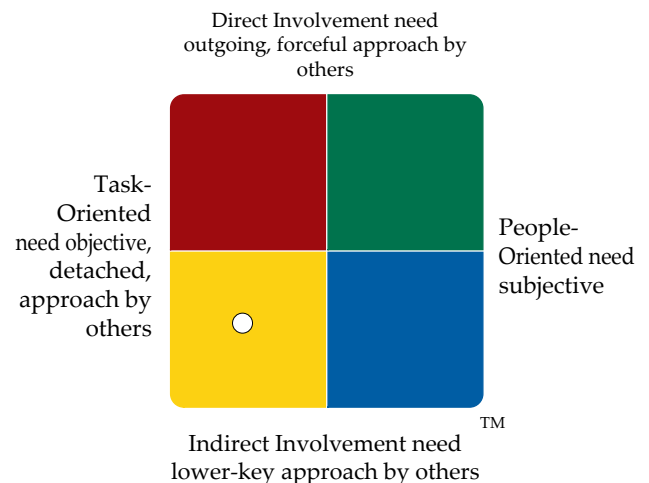 Direct Involvement need
outgoing, forceful approach by
others
Task-
Oriented
need objective,
detached,
approach by
others
People-
Oriented need
subjective
TM
Indirect Involvement need
lower-key approach by others